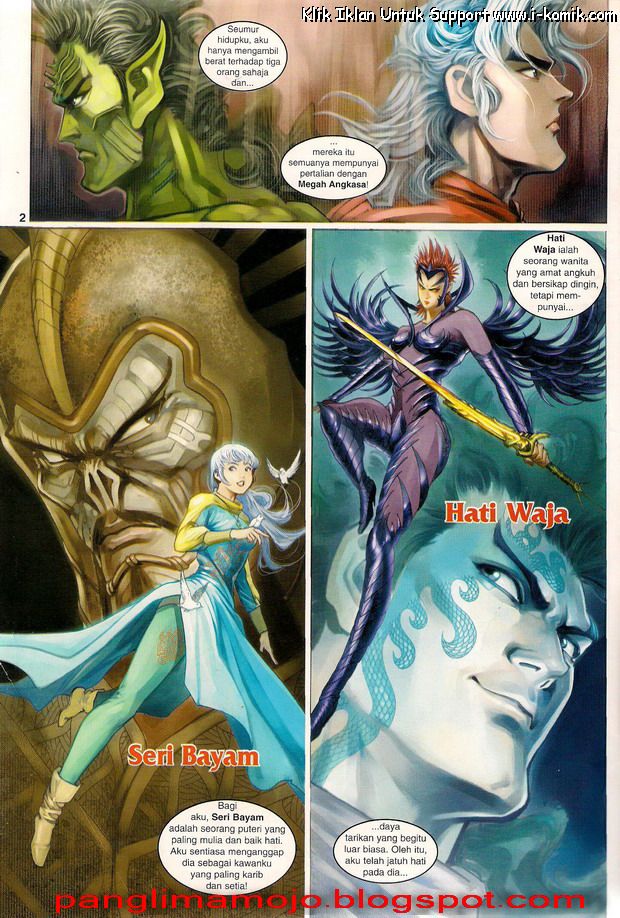 Klik Iklan Untuk Support www.i-komik.com
Seumur
hidupku, aku
hanya mengambil
berat terhadap tiga
orang sahaja
dan...
...
mereka itu
semuanya mempunyai
pertalian dengan
Megah Angkasa!
2
Seri Bayam
Bagi
aku, Seri Bayam
adalah seorang puteri yang
paling mulia dan baik hati.
Aku sentiasa menganggap
dia sebagai kawanku
yang paling karib
dan setia!
Hati
Waja ialah
seorang wanita
yang amat angkuh
dan bersikap dingin,
tetapi mem-
punyai...
Hati Waja
...daya
tarikan yang begitu
luar biasa. Oleh itu,
aku telah jatuh hati
pada dia...
panglimamojo.blogspot.com